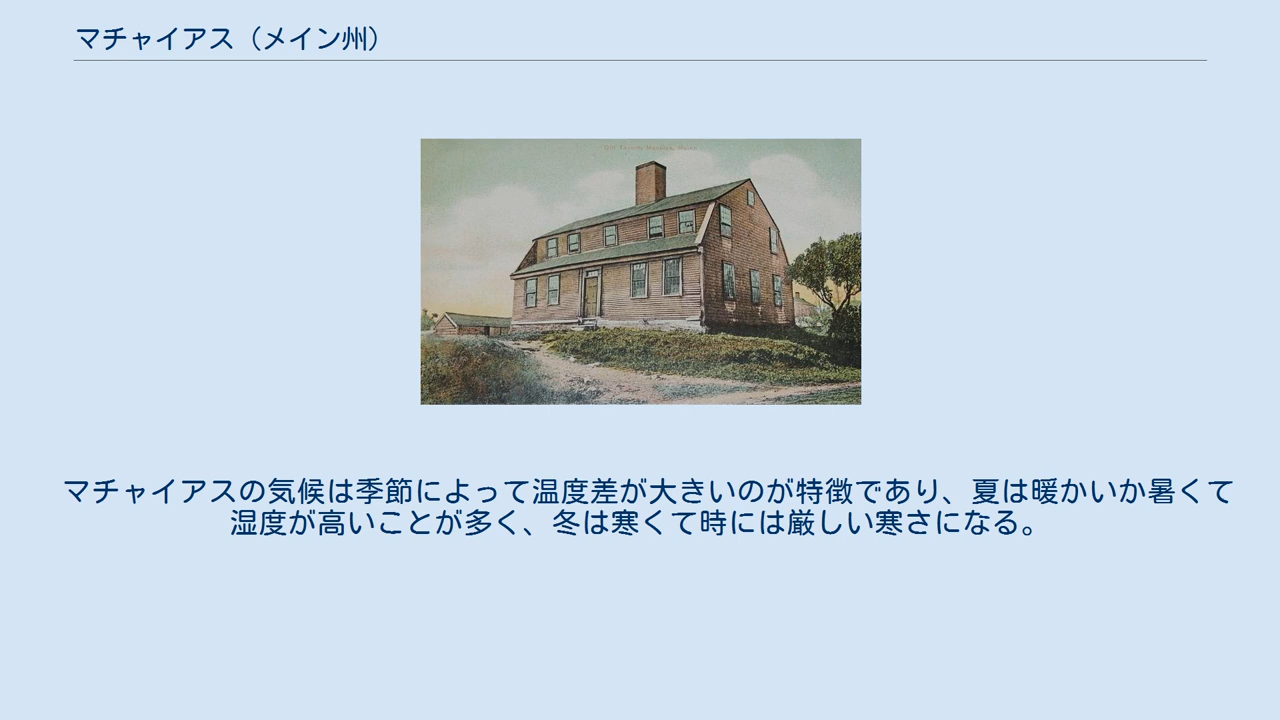 マチャイアス（メイン州）
マチャイアスの気候は季節によって温度差が大きいのが特徴であり、夏は暖かいか暑くて
湿度が高いことが多く、冬は寒くて時には厳しい寒さになる。